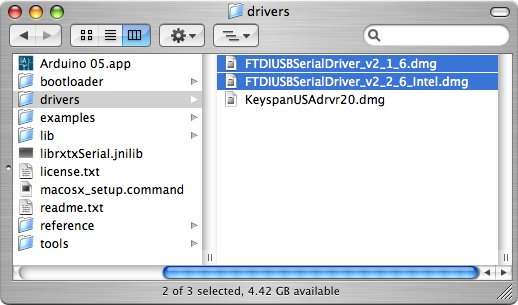 drivers
Arduino 05.app
bootloader
drivers
examples
lib
librxtxSerial.jnilib
license.txt
macosx_setup.command
readme.txt
reference
tools
FTDIUSBSerialDriver_v2_1_6.dmg
FTDIUSBSerialDriver_v2_2_6_Intel.dmg
KeyspanUSAdrvr20.dmg
2 of 3 selected, 4.42 GB available